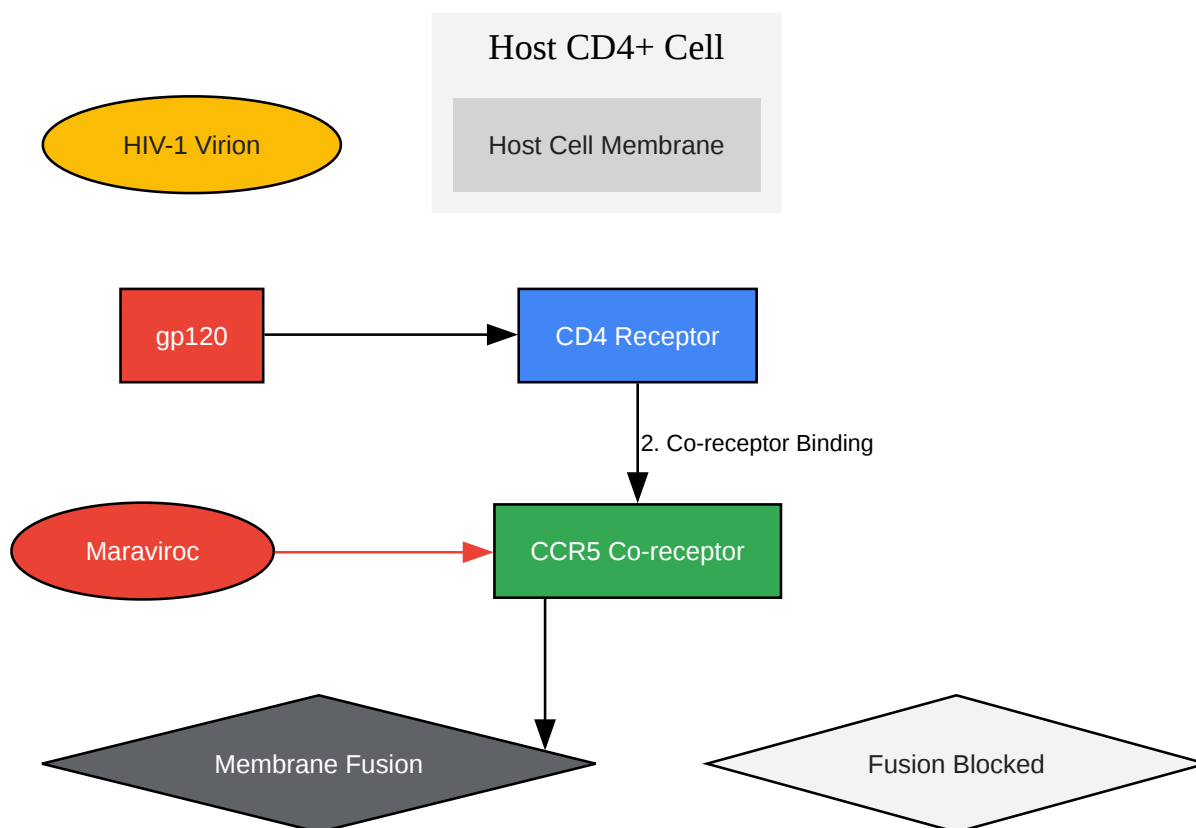 Host CD4+ Cell
HIV-1 Virion
Host Cell Membrane
gp120
CD4 Receptor
2. Co-receptor Binding
Maraviroc
CCR5 Co-receptor
Membrane Fusion
Fusion Blocked